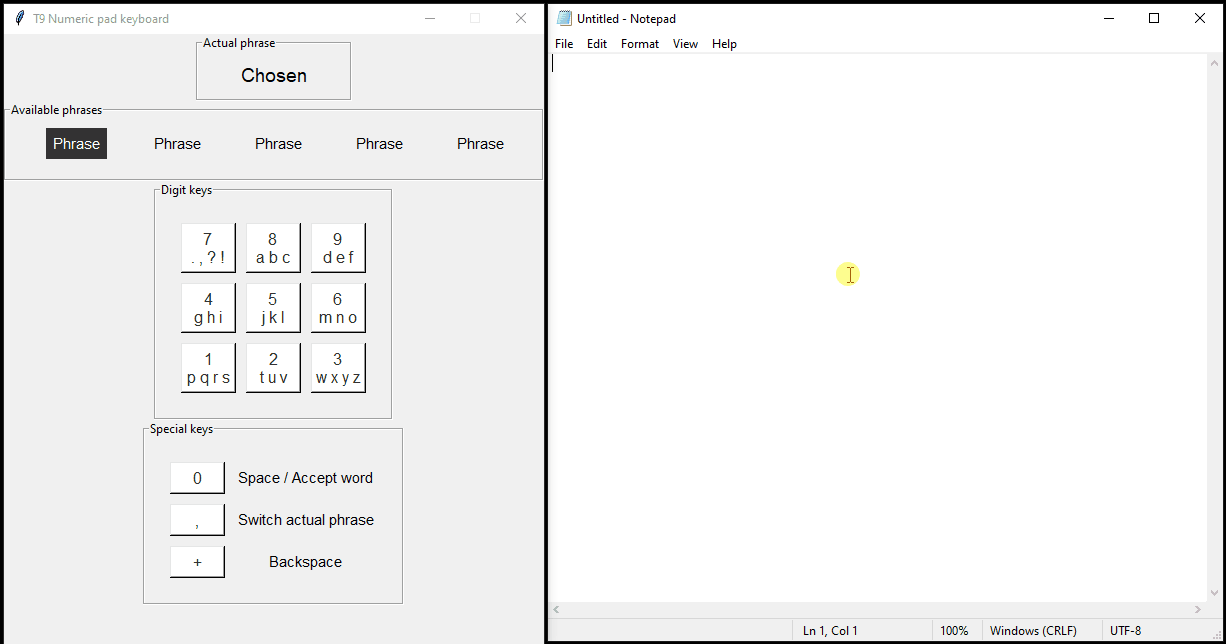 T9 Numeric pad keyboard
Actual phrase
Chosen
Available phrases
Phrase Phrase Phrase Phrase Phrase
Digit keys
7 8 9
. , ? ! a b c d e f
4 5 6
g h i j k l m n o
1 2 3
p q r s t u v w x y z
Special keys
0 Space / Accept word
, Switch actual phrase
+ Backspace
Untitled - Notepad
File Edit Format View Help
Ln 1, Col 1 100% Windows (CRLF) UTF-8